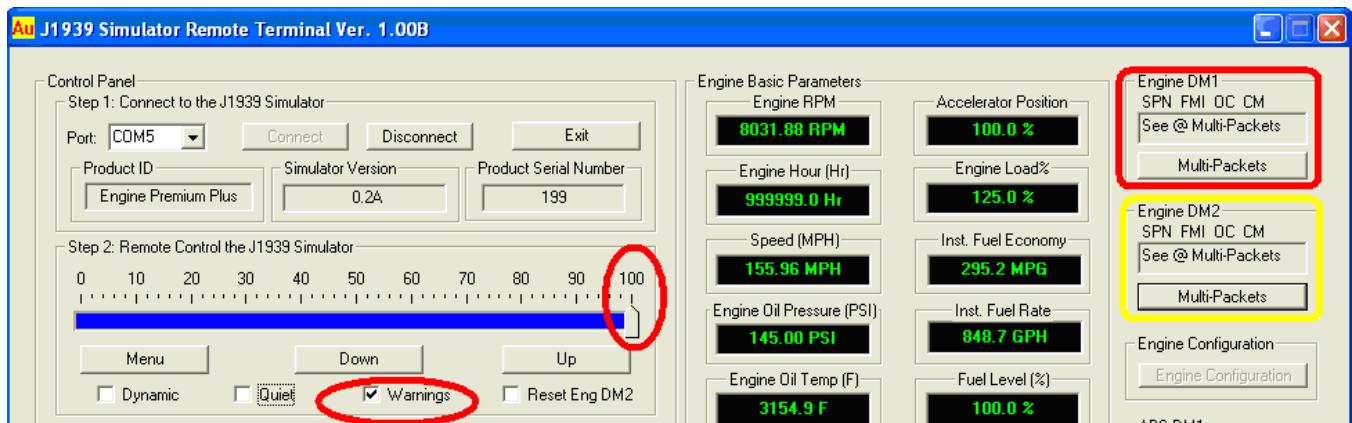 Au J1939 Simulator Remote Terminal Ver. 1.00B
Control Panel
Step 1: Connect to the J1939 Simulator
Port: COM5 Connect Disconnect Exit
Product ID Simulator Version Product Serial Number
Engine Premium Plus 0.2A 199
Step 2: Remote Control the J1939 Simulator
0 10 20 30 40 50 60 70 80 90 100
Menu Down Up
Dynamic Quiet Warnings Reset Eng DM2
Engine Basic Parameters
Engine RPM Accelerator Position
8031.88 RPM 100.0 %
Engine Hour (Hr) Engine Load%
999999.0 Hr 125.0 %
Speed (MPH) Inst. Fuel Economy
155.96 MPH 295.2 MPG
Engine Oil Pressure (PSI) Inst. Fuel Rate
145.00 PSI 848.7 GPH
Engine Oil Temp (F) Fuel Level (%)
3154.9 F 100.0 %
Engine DM1
SPN FMI OC CM
See @ Multi-Packets
Multi-Packets
Engine DM2
SPN FMI OC CM
See @ Multi-Packets
Multi-Packets
Engine Configuration
Engine Configuration